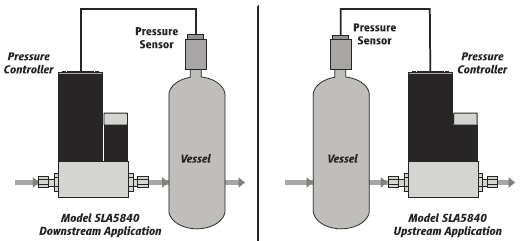 Pressure
Sensor
Pressure
Controller
Vessel
Model SLA5840
Downstream Application
Pressure
Sensor
Pressure
Controller
Vessel
Model SLA5840
Upstream Application